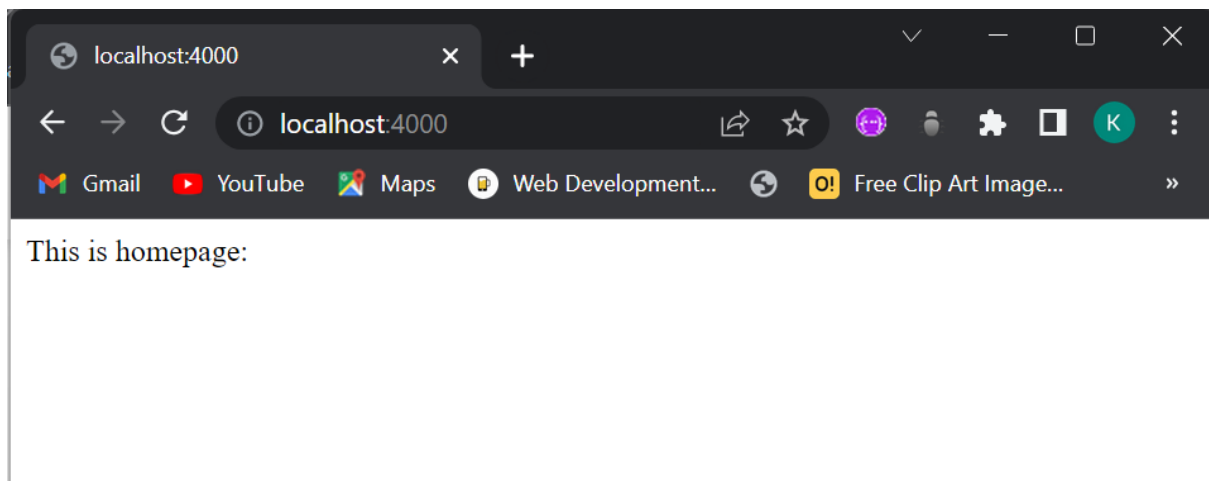 localhost:4000
localhost:4000
K
Gmail YouTube Maps Web Development... O! Free Clip Art Image... »
This is homepage: